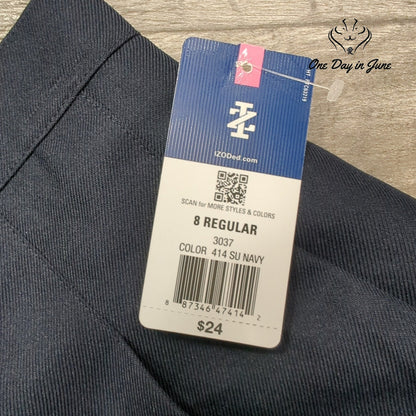 One Day in June
IZODed.com
SCAN for MORE STYLES & COLORS
8 REGULAR
3037
COLOR 414 SU NAVY
8 87346 47414 2
$24